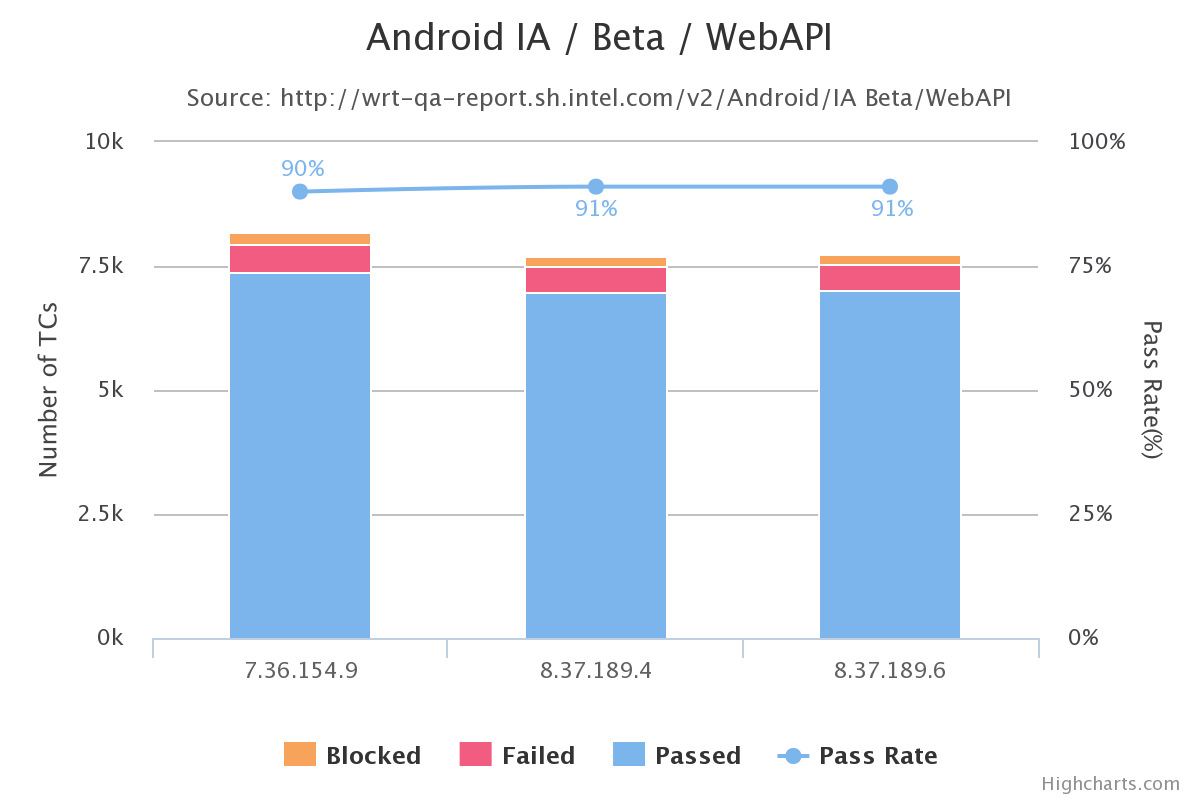 Android IA / Beta / WebAPI
Source: http://wrt-qa-report.sh.intel.com/v2/Android/IA Beta/WebAPI
10k
100%
90%
91%
91%
7.5k
75%
Number of TCs
Pass Rate(%)
5k
50%
2.5k
25%
0k
0%
7.36.154.9
8.37.189.4
8.37.189.6
Blocked
Failed
Passed
Pass Rate
Highcharts.com